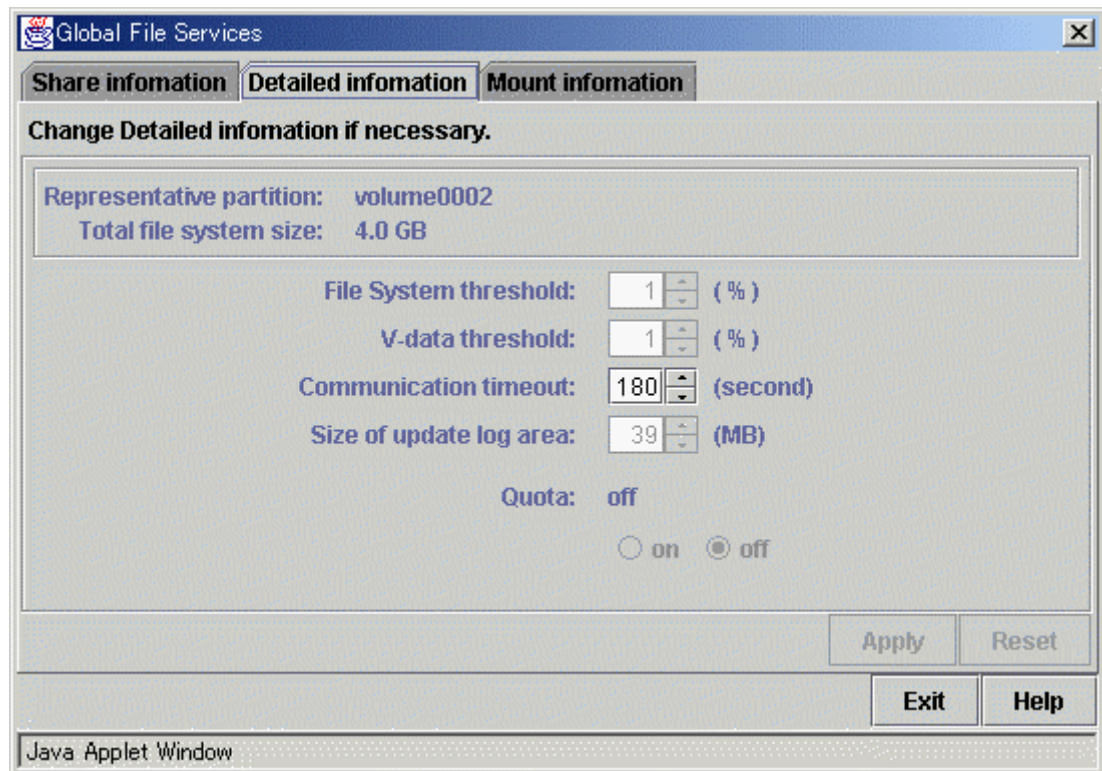 Global File Services
Share infomation Detailed infomation Mount infomation
Change Detailed infomation if necessary.
Representative partition: volume0002
Total file system size: 4.0 GB
File System threshold: 1 ( % )
V-data threshold: 1 ( % )
Communication timeout: 180 (second)
Size of update log area: 39 (MB)
Quota: off
on off
Apply Reset
Exit Help
Java Applet Window